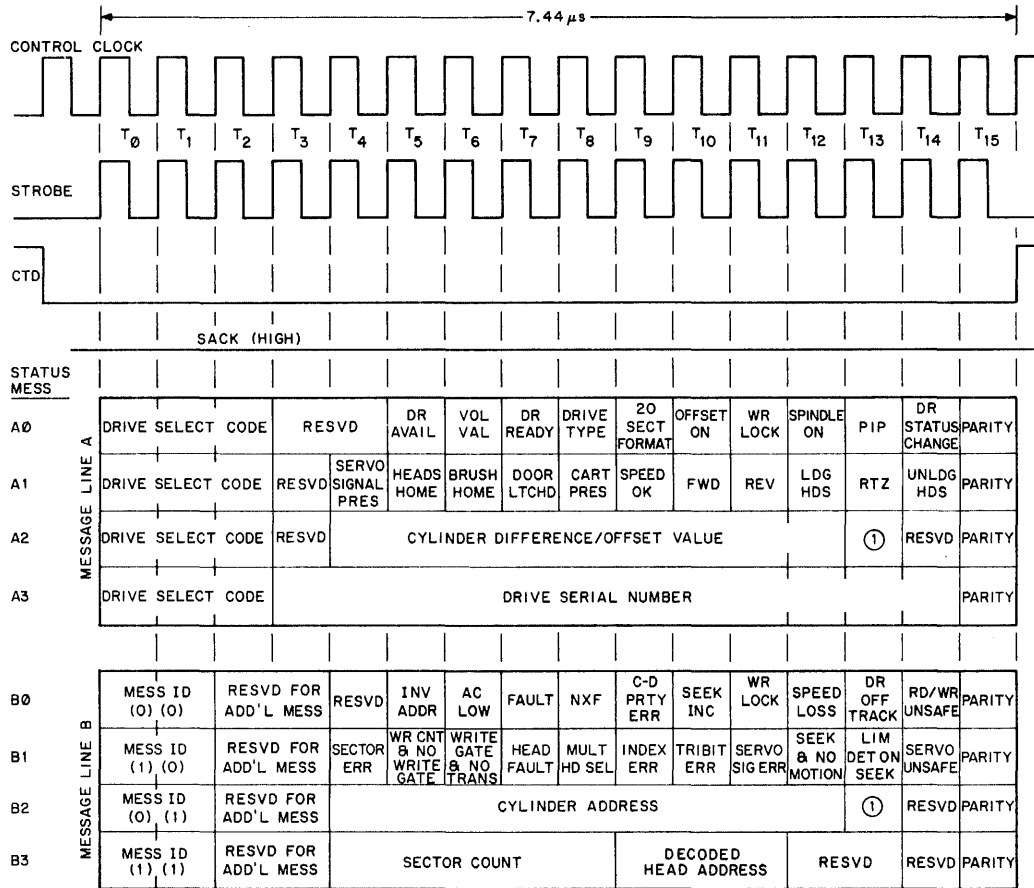 7.44 µs
CONTROL CLOCK
T0 T1 T2 T3 T4 T5 T6 T7 T8 T9 T10 T11 T12 T13 T14 T15
STROBE
CTD
SACK (HIGH)
STATUS
MESS
MESSAGE LINE A
A0 DRIVE SELECT CODE RESVD DR AVAIL VOL VAL DR READY DRIVE TYPE 20 SECT FORMAT OFFSET ON WR LOCK SPINDLE ON PIP DR STATUS CHANGE PARITY
A1 DRIVE SELECT CODE RESVD SERVO SIGNAL PRES HEADS HOME BRUSH HOME DOOR LTCHD CART PRES SPEED OK FWD REV LDG HDS RTZ UNLDG HDS PARITY
A2 DRIVE SELECT CODE RESVD CYLINDER DIFFERENCE/OFFSET VALUE 1 RESVD PARITY
A3 DRIVE SELECT CODE DRIVE SERIAL NUMBER PARITY
MESSAGE LINE B
B0 MESS ID (0) (0) RESVD FOR ADD'L MESS RESVD INV ADDR AC LOW FAULT NXF C-D PRTY ERR SEEK INC WR LOCK SPEED LOSS DR OFF TRACK RD/WR UNSAFE PARITY
B1 MESS ID (1) (0) RESVD FOR ADD'L MESS SECTOR ERR WR CNT & NO WRITE GATE WRITE GATE & NO TRANS HEAD FAULT MULT HD SEL INDEX ERR TRIBIT ERR SERVO SIG ERR SEEK & NO MOTION LIM DET ON SEEK SERVO UNSAFE PARITY
B2 MESS ID (0) (1) RESVD FOR ADD'L MESS CYLINDER ADDRESS 1 RESVD PARITY
B3 MESS ID (1) (1) RESVD FOR ADD'L MESS SECTOR COUNT DECODED HEAD ADDRESS RESVD RESVD PARITY